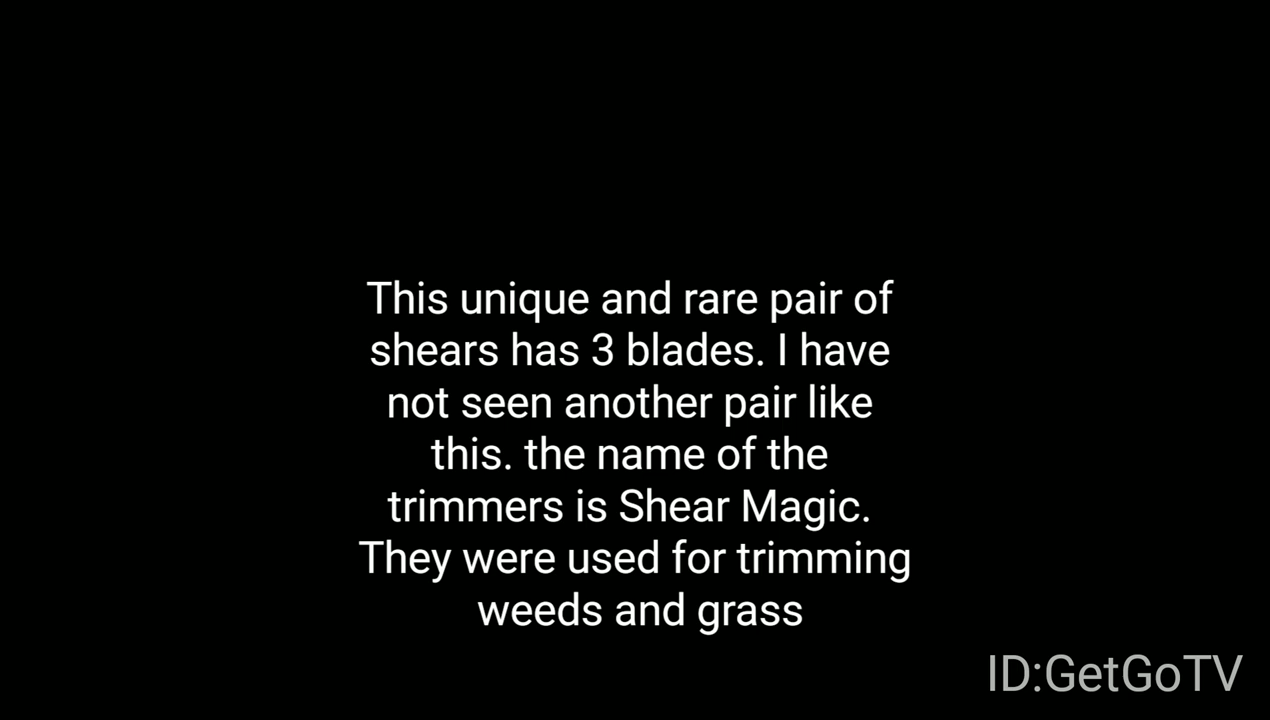 This unique and rare pair of
shears has 3 blades. I have
not seen another pair like
this. the name of the
trimmers is Shear Magic.
They were used for trimming
weeds and grass
ID:GetGoTV